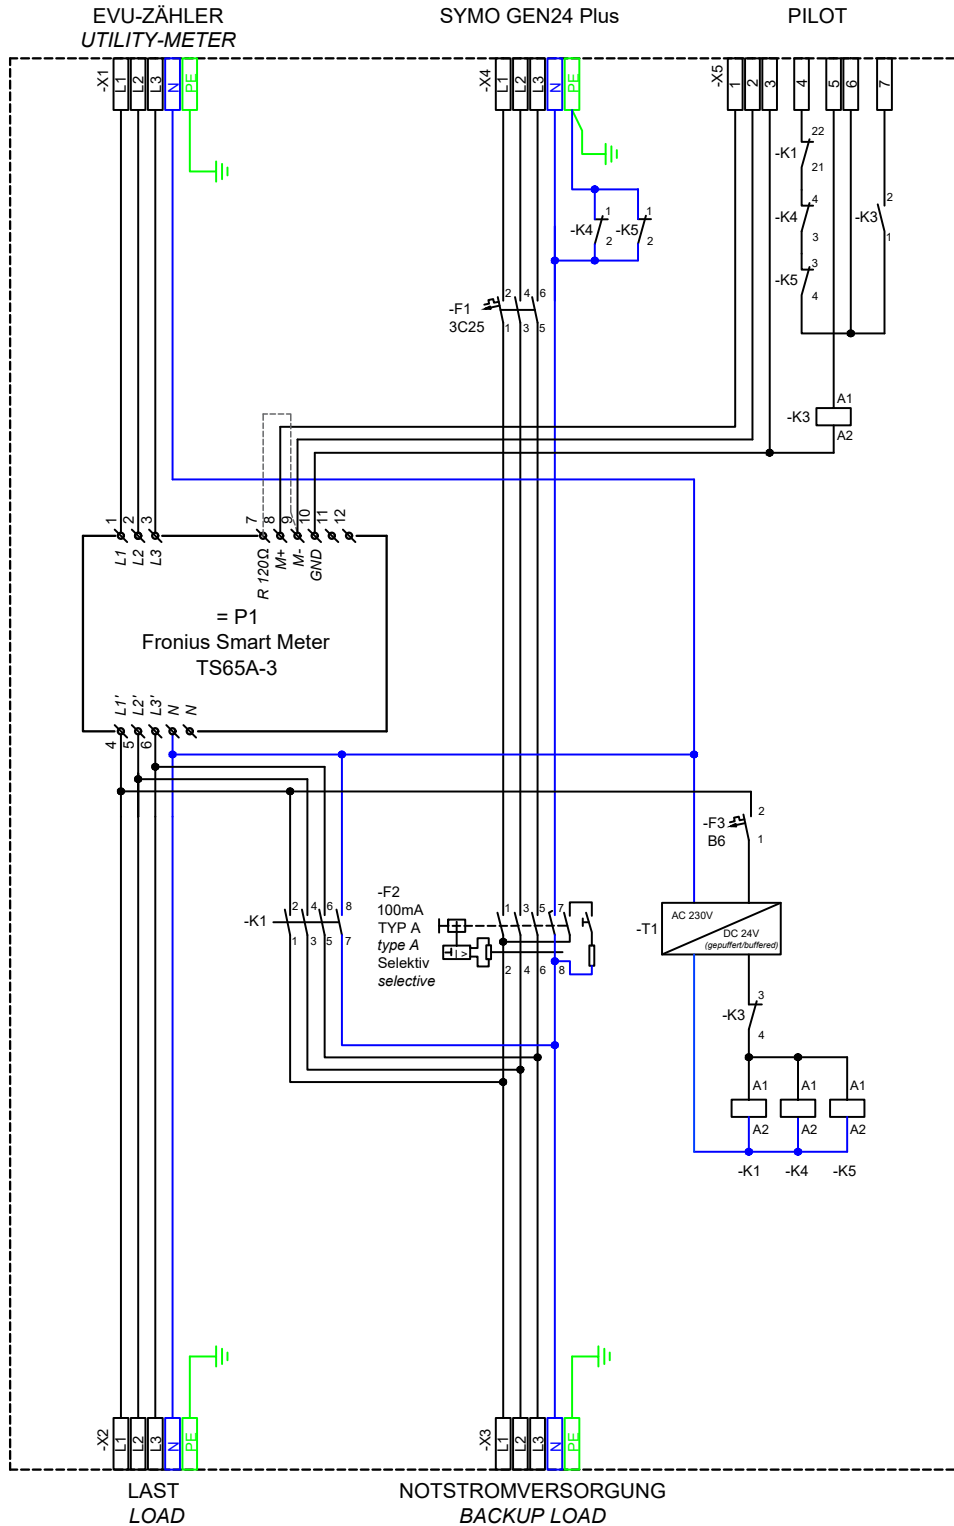 EVU-ZÄHLER
UTILITY-METER
SYMO GEN24 Plus
PILOT
-X1
L1
L2
L3
N
PE
-X4
L1
L2
L3
N
PE
-X5
1
2
3
4
5
6
7
-K1
22
21
-K4
4
3
-K5
3
4
-K3
2
1
-K4
1
2
-K5
1
2
-F1
3C25
2
4
6
1
3
5
-K3
A1
A2
1
2
3
7
8
9
10
11
12
L1
L2
L3
R 120Ω
M+
M-
GND
= P1
Fronius Smart Meter
TS65A-3
L1'
L2'
L3'
N
N
4
5
6
-F3
B6
2
1
-K1
2
4
6
8
1
3
5
7
-F2
100mA
TYP A
type A
Selektiv
selective
1
3
5
7
I >
2
4
6
8
-T1
AC 230V
DC 24V
(gepuffert/buffered)
-K3
3
4
A1
A1
A1
A2
A2
A2
-K1
-K4
-K5
-X2
L1
L2
L3
N
PE
-X3
L1
L2
L3
N
PE
LAST
LOAD
NOTSTROMVERSORGUNG
BACKUP LOAD